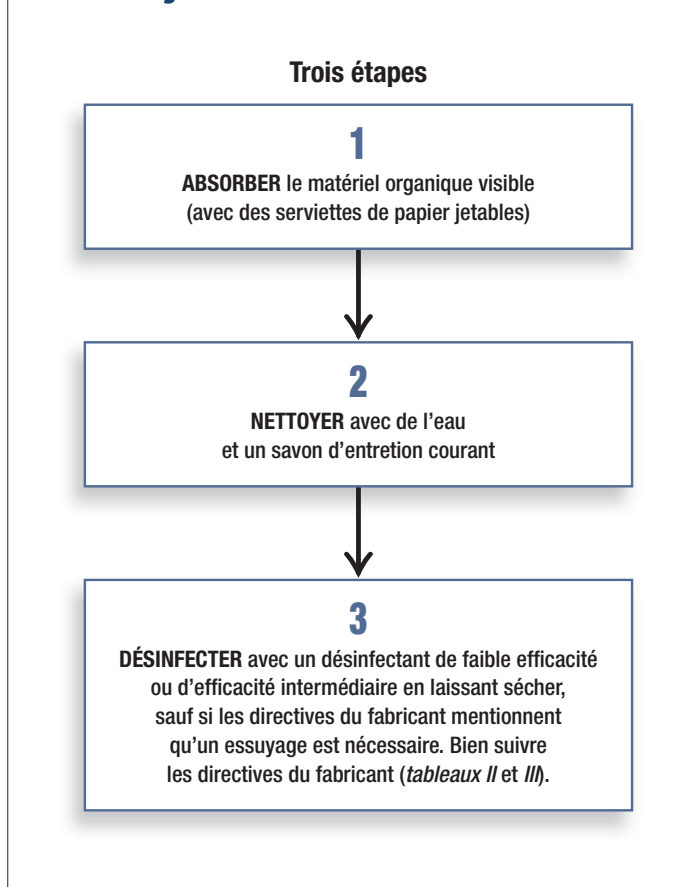 Trois étapes
1
ABSORBER le matériel organique visible
(avec des serviettes de papier jetables)
2
NETTOYER avec de l'eau
et un savon d'entretien courant
3
DÉSINFECTER avec un désinfectant de faible efficacité
ou d'efficacité intermédiaire en laissant sécher,
sauf si les directives du fabricant mentionnent
qu'un essuyage est nécessaire. Bien suivre
les directives du fabricant (tableaux II et III).